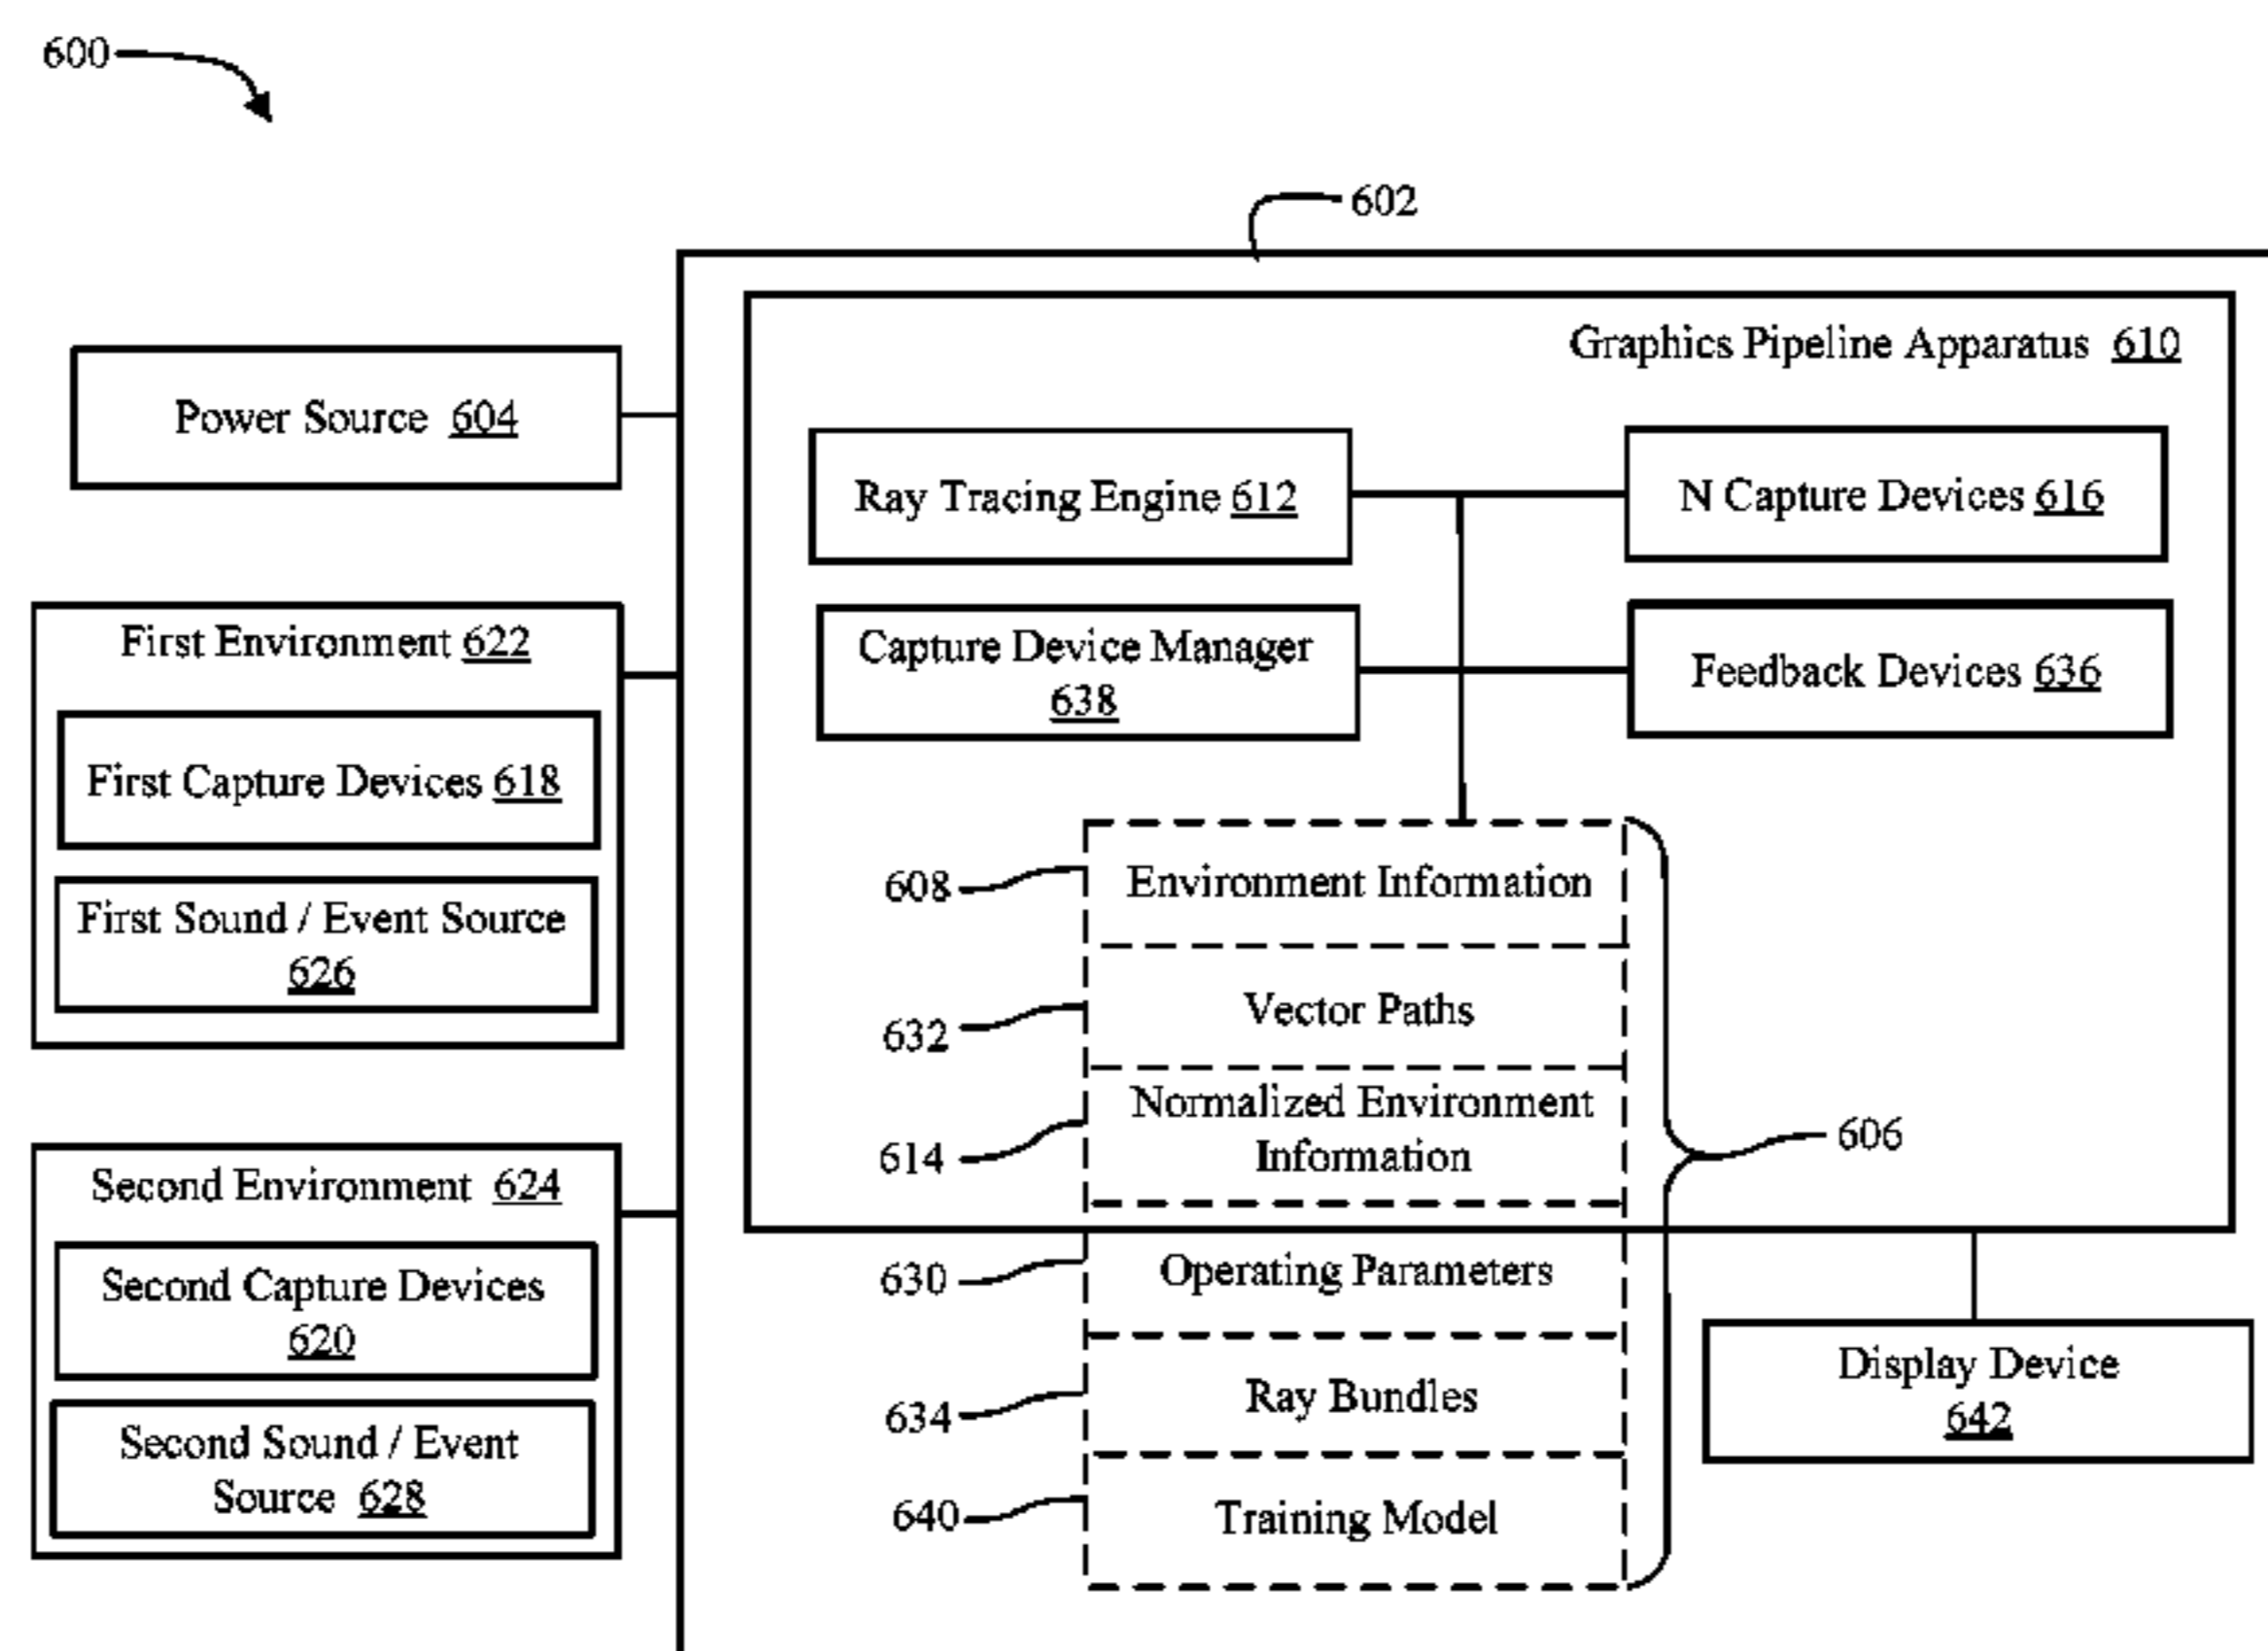 600
602
Graphics Pipeline Apparatus 610
Power Source 604
Ray Tracing Engine 612
N Capture Devices 616
First Environment 622
Capture Device Manager
638
Feedback Devices 636
First Capture Devices 618
First Sound / Event Source
626
608
Environment Information
632
Vector Paths
614
Normalized Environment
Information
606
Second Environment 624
Second Capture Devices
620
Second Sound / Event
Source 628
630
Operating Parameters
634
Ray Bundles
640
Training Model
Display Device
642